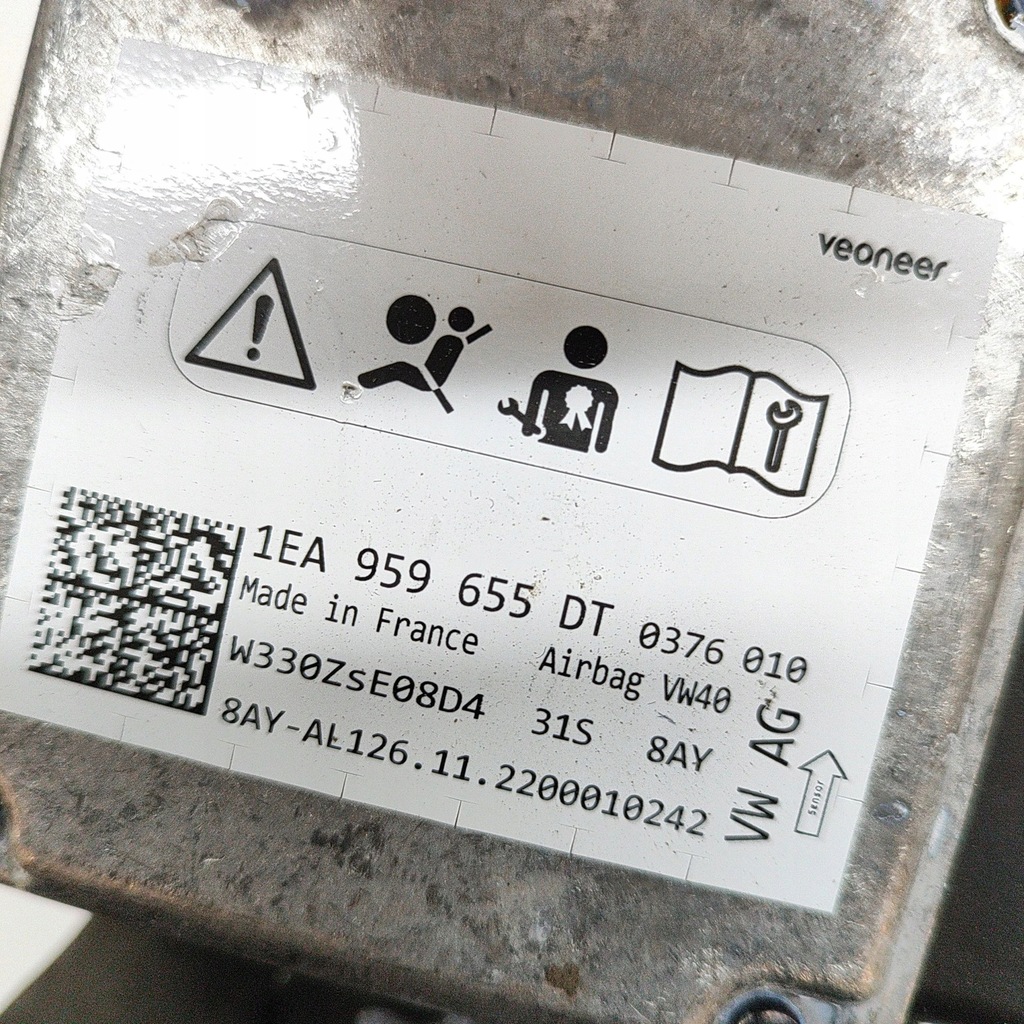 veoneer
1EA 959 655 DT 0376 010
Made in France Airbag VW40
W330ZsE08D4 31S 8AY
8AY-AŁ126.11.2200010242
VW AG
sensor